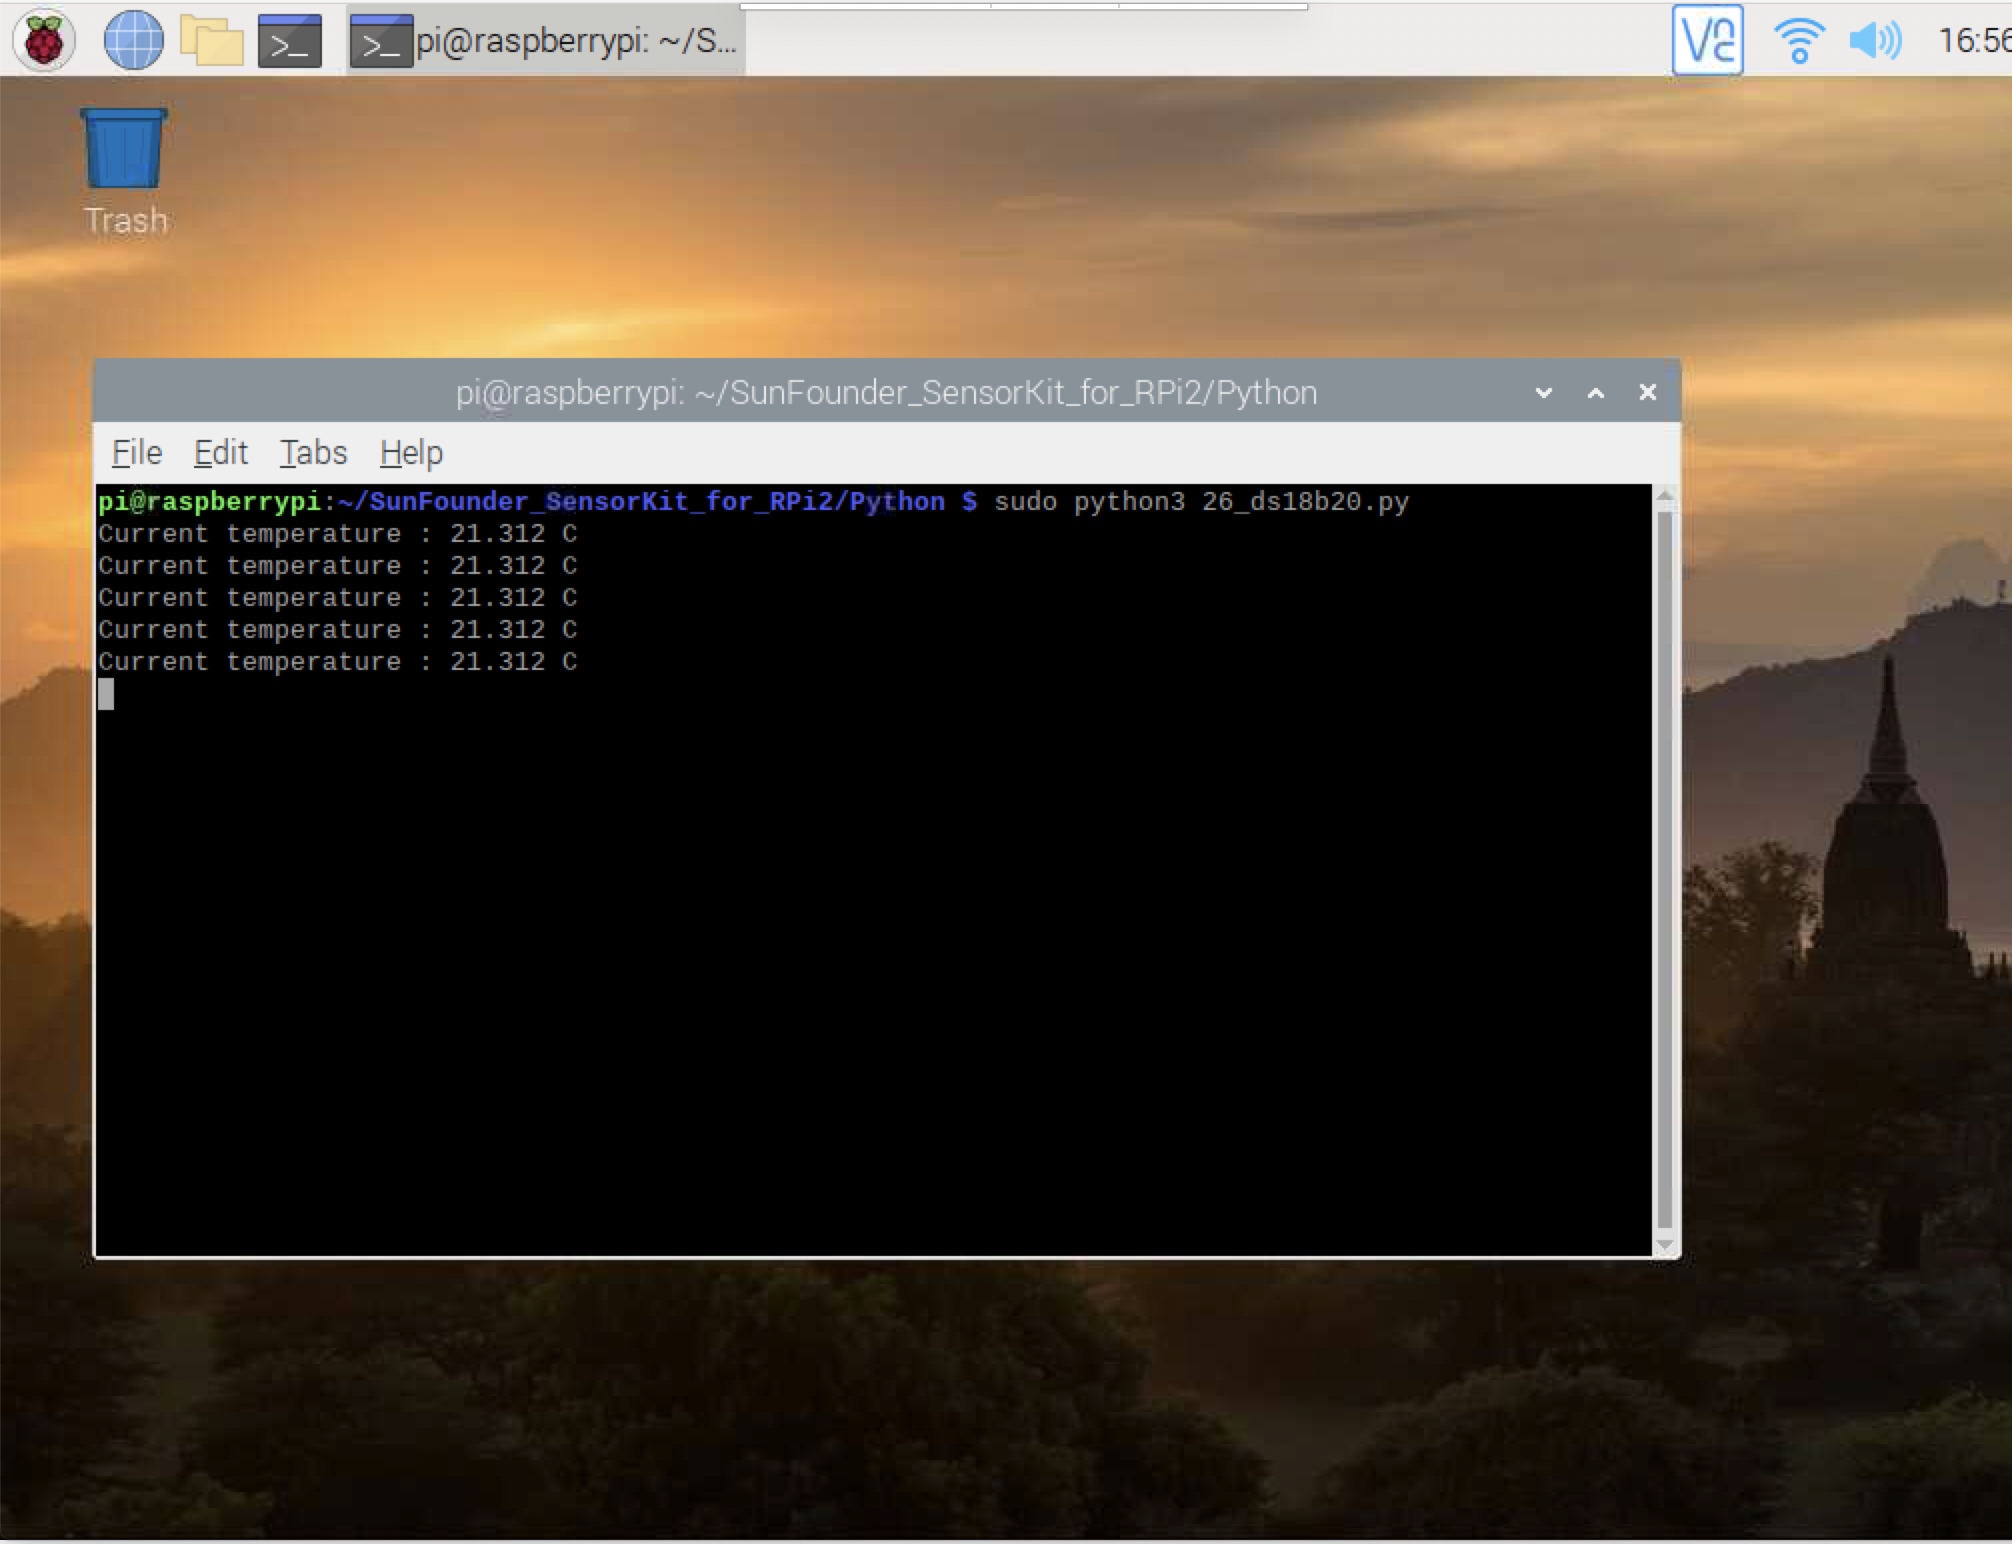 pi@raspberrypi: ~/S...
VNC
16:56
Trash
pi@raspberrypi: ~/SunFounder_SensorKit_for_RPi2/Python
File Edit Tabs Help
pi@raspberrypi:~/SunFounder_SensorKit_for_RPi2/Python $ sudo python3 26_ds18b20.py
Current temperature : 21.312 C
Current temperature : 21.312 C
Current temperature : 21.312 C
Current temperature : 21.312 C
Current temperature : 21.312 C